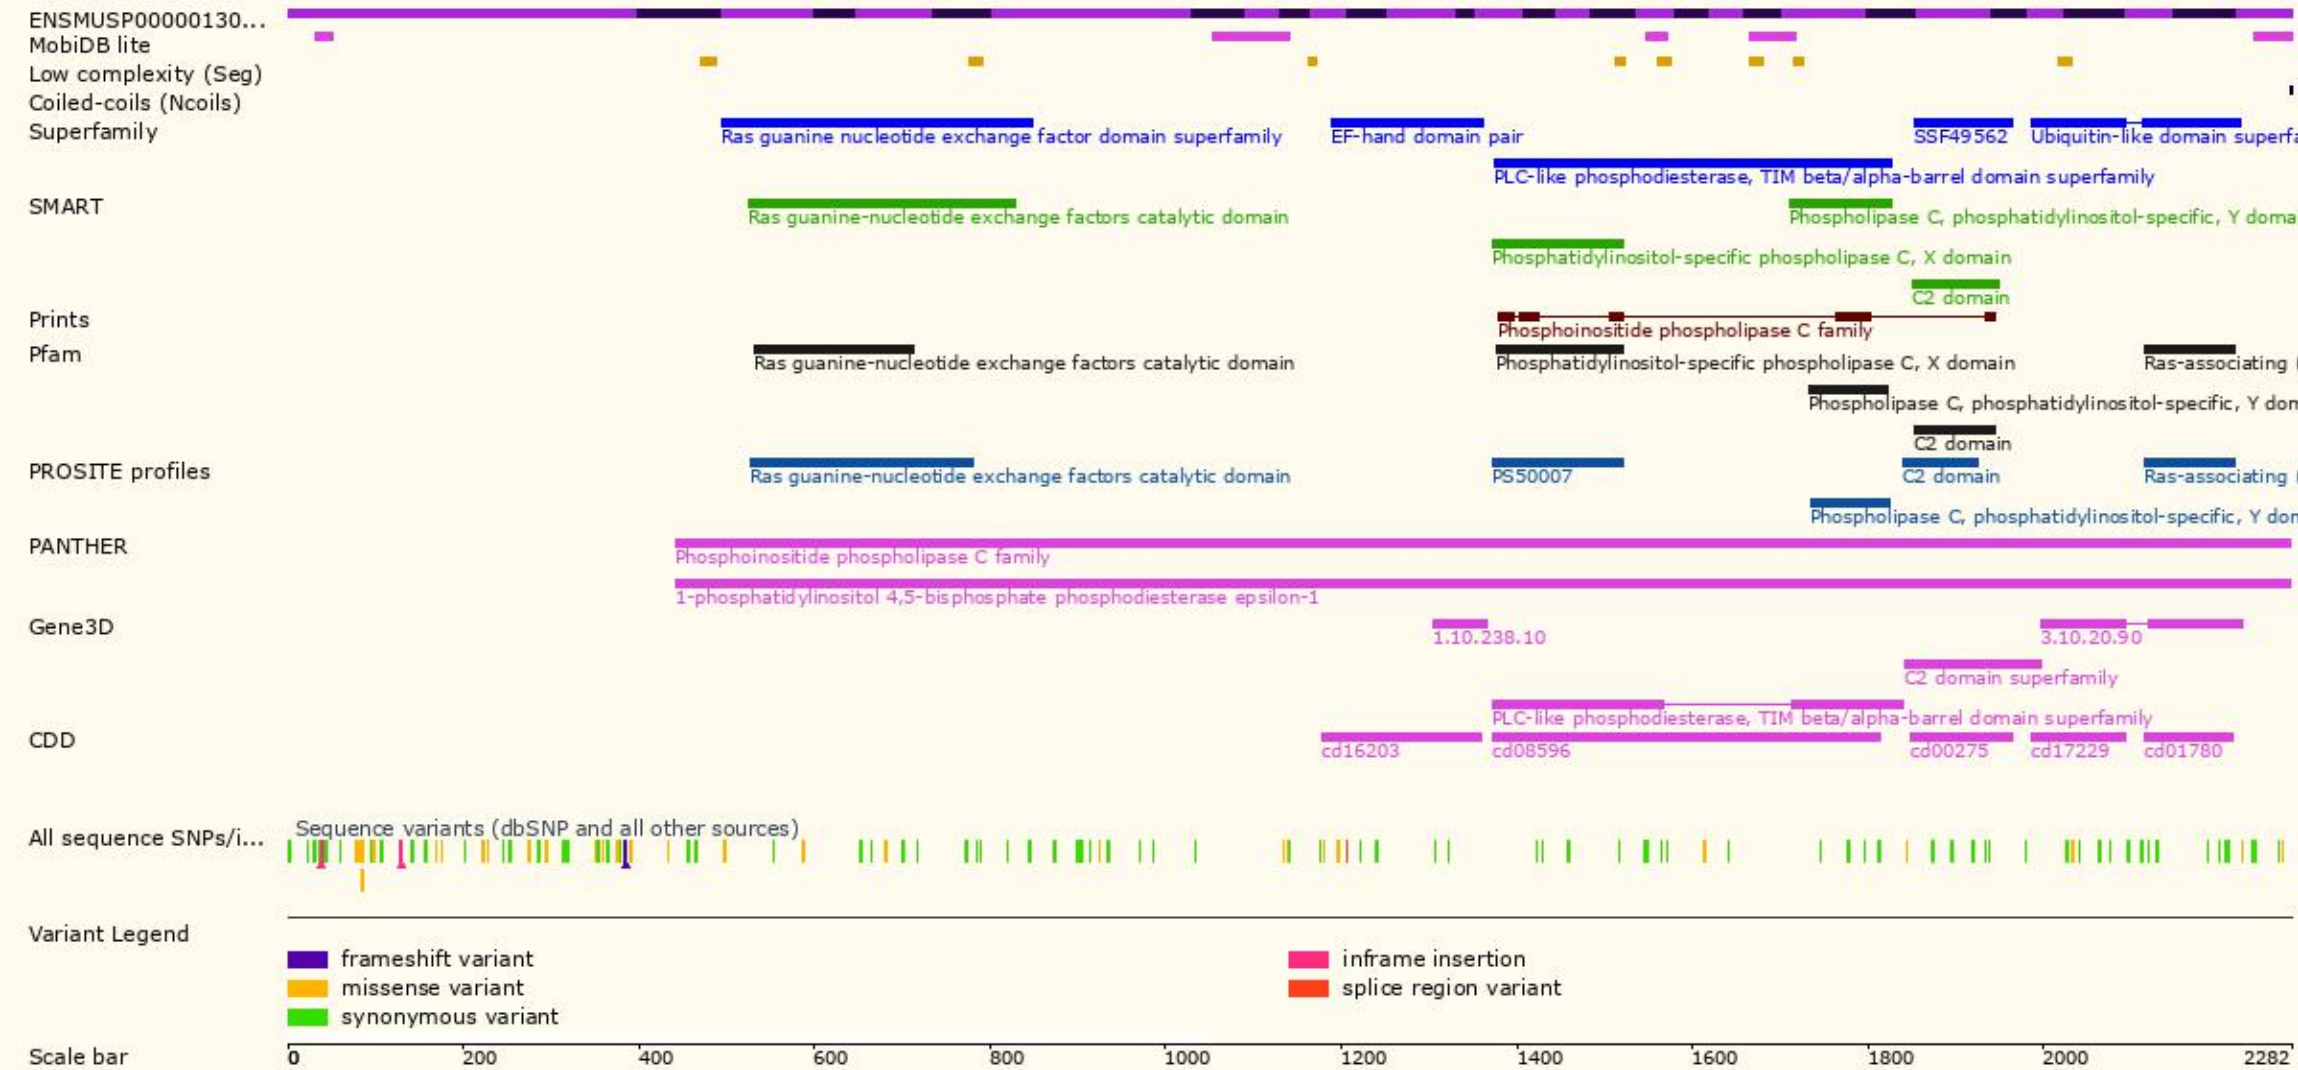 ENSMUSP00000130...
MobiDB lite
Low complexity (Seg)
Coiled-coils (Ncoils)
Superfamily
Ras guanine nucleotide exchange factor domain superfamily
EF-hand domain pair
SSF49562
Ubiquitin-like domain superfa
PLC-like phosphodiesterase, TIM beta/alpha-barrel domain superfamily
SMART
Ras guanine-nucleotide exchange factors catalytic domain
Phospholipase C, phosphatidylinositol-specific, Y doma
Phosphatidylinositol-specific phospholipase C, X domain
C2 domain
Prints
Phosphoinositide phospholipase C family
Pfam
Ras guanine-nucleotide exchange factors catalytic domain
Phosphatidylinositol-specific phospholipase C, X domain
Ras-associating
Phospholipase C, phosphatidylinositol-specific, Y dom
C2 domain
PROSITE profiles
Ras guanine-nucleotide exchange factors catalytic domain
PS50007
C2 domain
Ras-associating
Phospholipase C, phosphatidylinositol-specific, Y dom
PANTHER
Phosphoinositide phospholipase C family
1-phosphatidylinositol 4,5-bisphosphate phosphodiesterase epsilon-1
Gene3D
1.10.238.10
3.10.20.90
C2 domain superfamily
PLC-like phosphodiesterase, TIM beta/alpha-barrel domain superfamily
CDD
cd16203
cd08596
cd00275
cd17229
cd01780
All sequence SNPs/i...
Sequence variants (dbSNP and all other sources)
Variant Legend
frameshift variant
inframe insertion
missense variant
splice region variant
synonymous variant
Scale bar
0 200 400 600 800 1000 1200 1400 1600 1800 2000 2282